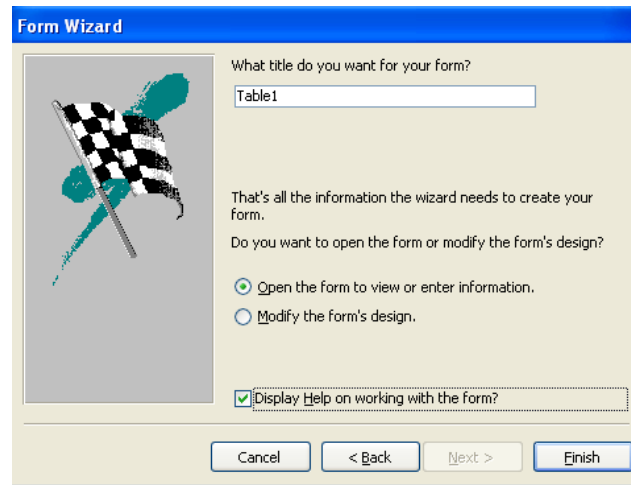 Form Wizard
What title do you want for your form?
Table1
That's all the information the wizard needs to create your
form.
Do you want to open the form or modify the form's design?
Open the form to view or enter information.
Modify the form's design.
Display Help on working with the form?
Cancel
< Back
Next >
Finish